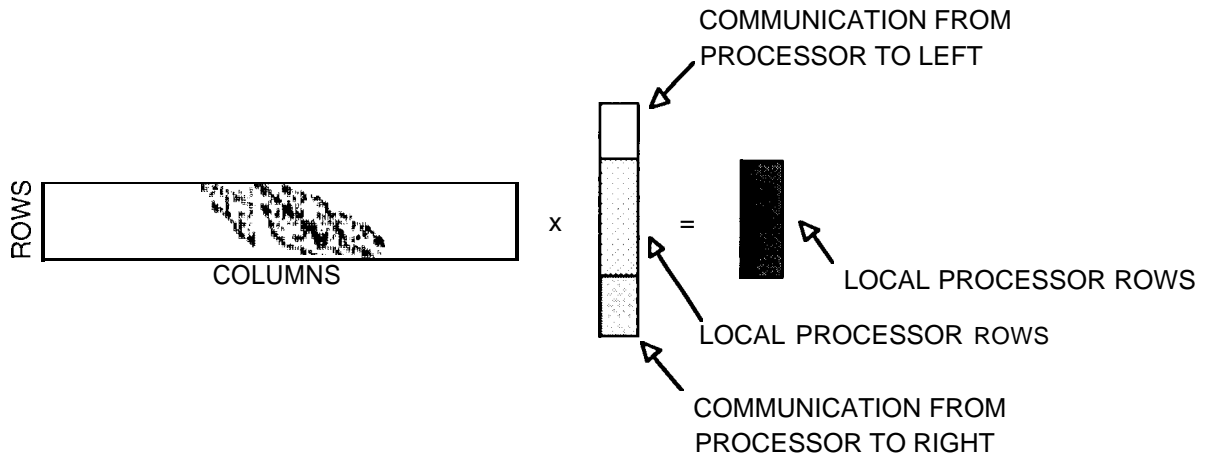 COMMUNICATION FROM
PROCESSOR TO LEFT
ROWS
x
=
COLUMNS
LOCAL PROCESSOR ROWS
LOCAL PROCESSOR ROWS
COMMUNICATION FROM
PROCESSOR TO RIGHT